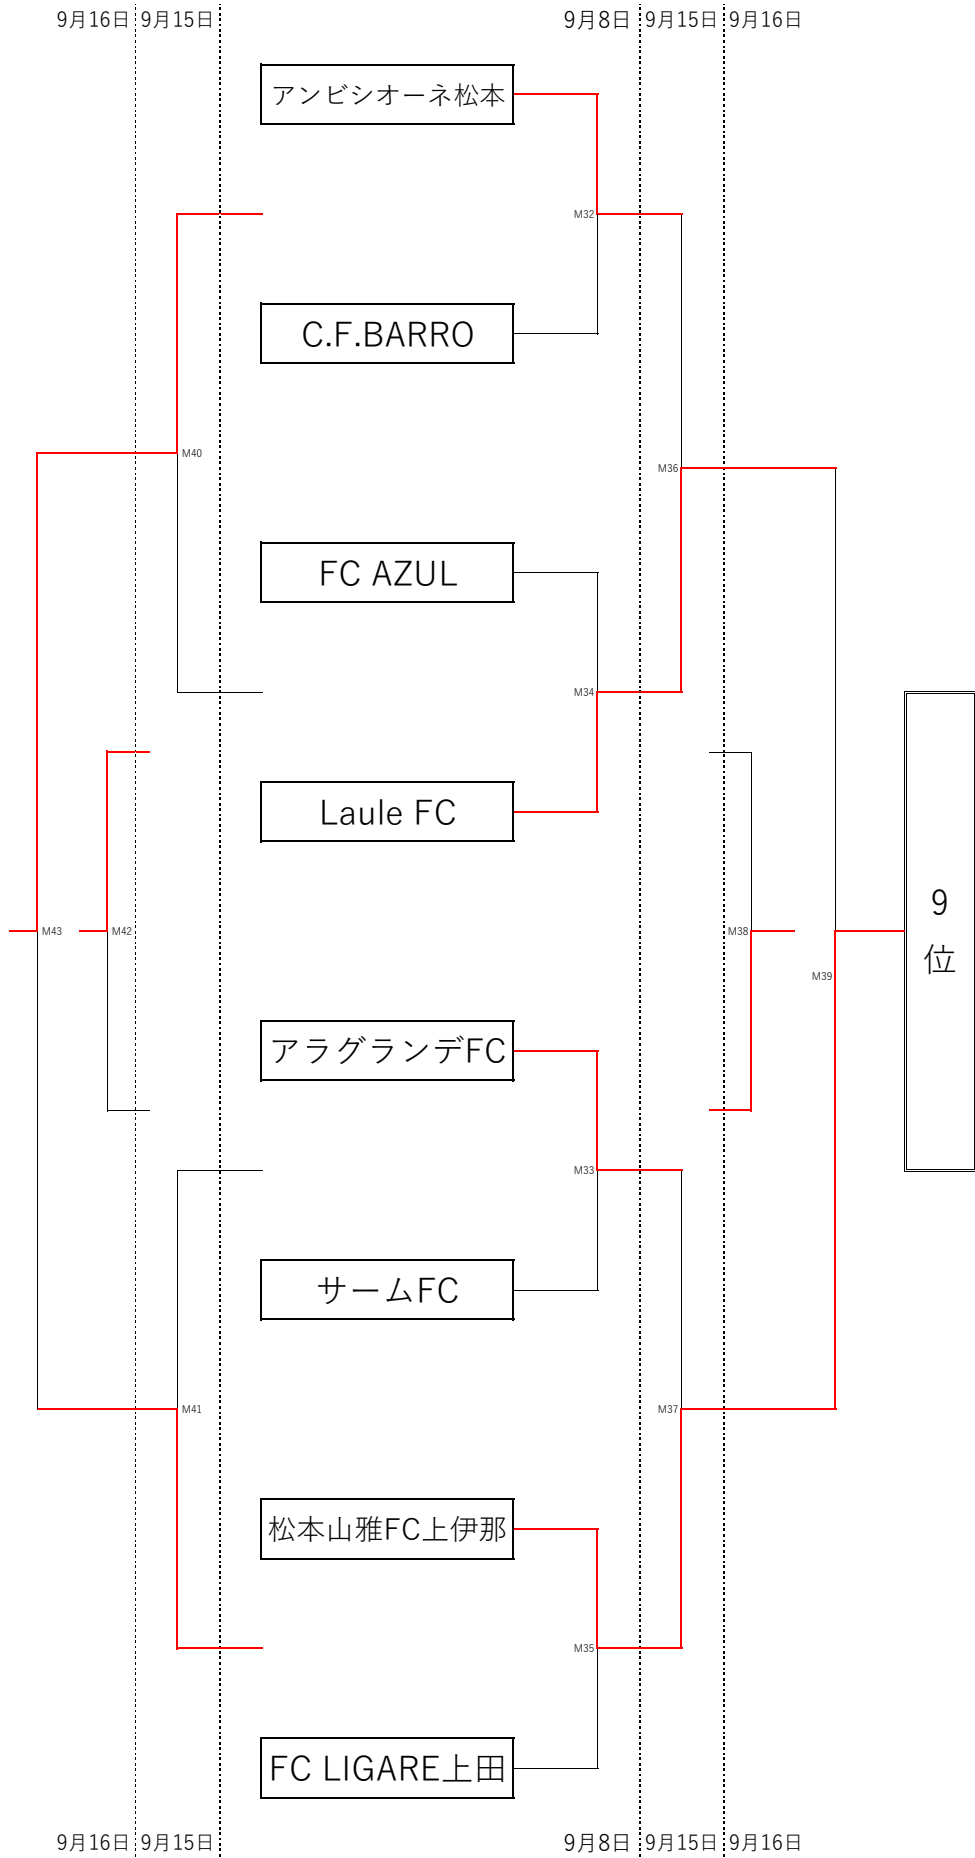 9月16日 9月15日 9月8日 9月15日 9月16日
アンビシオーネ松本
M32
C.F.BARRO
M40
M36
FC AZUL
M34
Laule FC
9
位
M43 M42 M38
M39
アラグランデFC
M33
サームFC
M41 M37
松本山雅FC上伊那
M35
FC LIGARE上田
9月16日 9月15日 9月8日 9月15日 9月16日